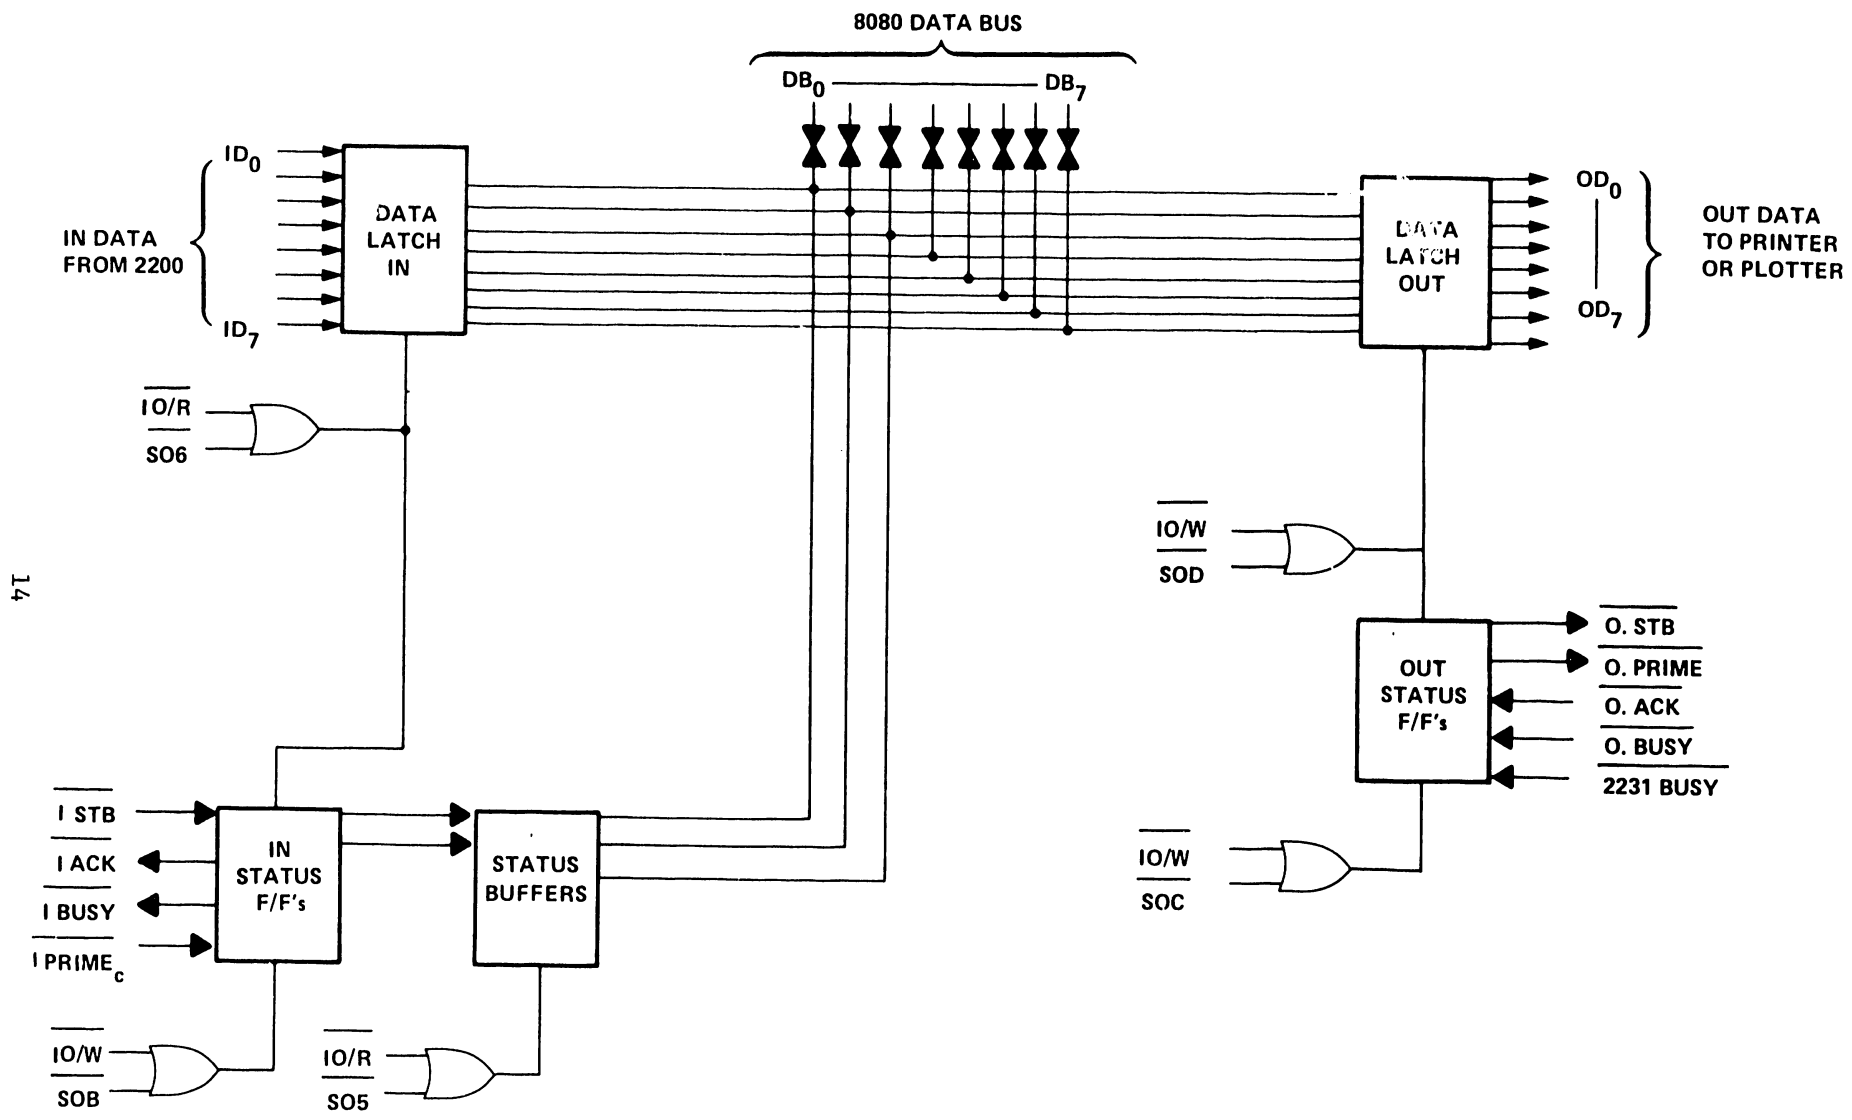 8080 DATA BUS
DB0 DB7
ID0
IN DATA
FROM 2200
ID7
DATA
LATCH
IN
DATA
LATCH
OUT
OD0
OD7
OUT DATA
TO PRINTER
OR PLOTTER
IO/R
SO6
IO/W
SOD
14
OUT
STATUS
F/F's
O. STB
O. PRIME
O. ACK
O. BUSY
2231 BUSY
IO/W
SOC
I STB
I ACK
I BUSY
I PRIMEc
IN
STATUS
F/F's
STATUS
BUFFERS
IO/W
SOB
IO/R
SO5